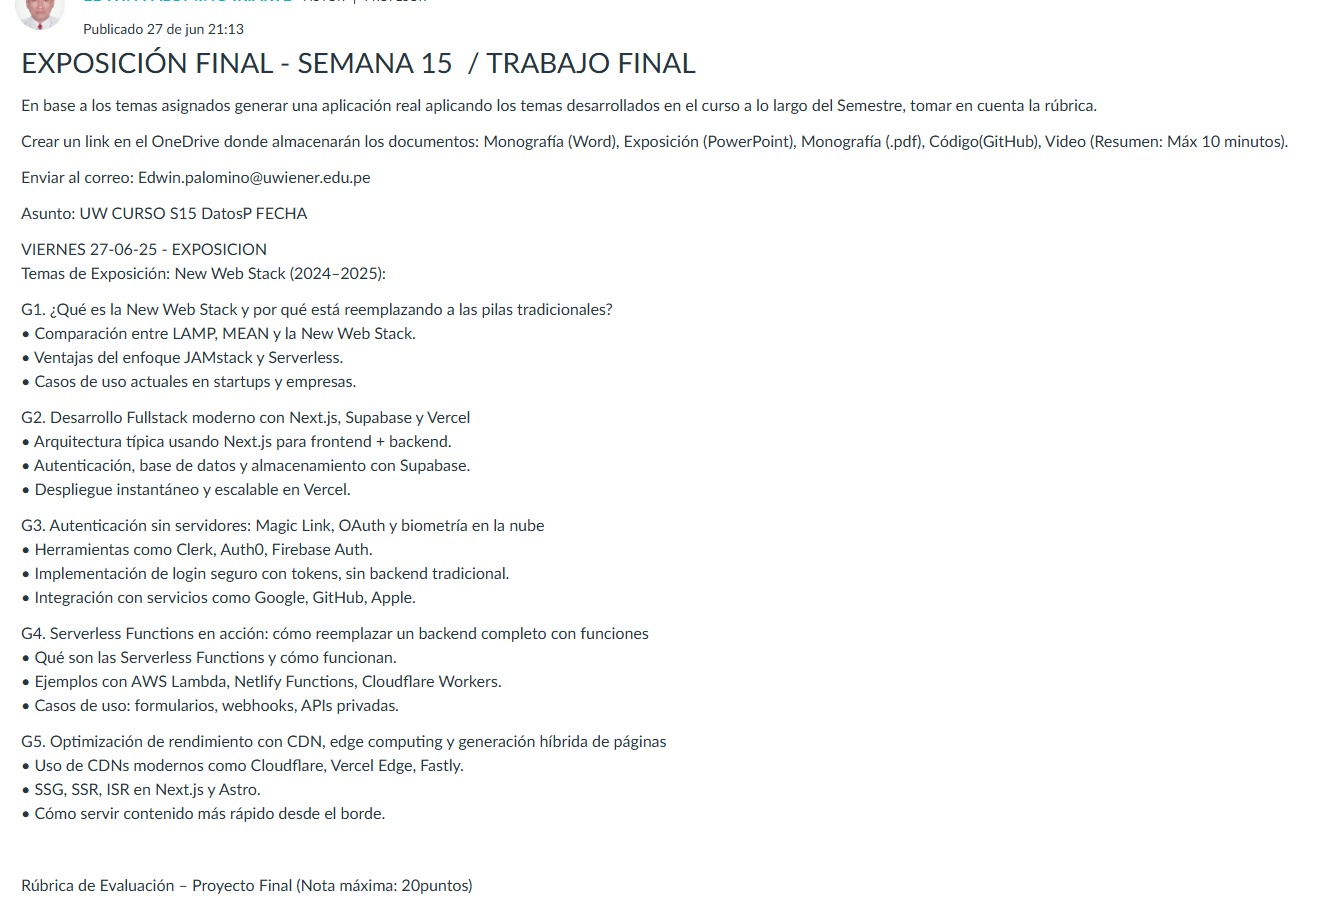 Publicado 27 de jun 21:13
EXPOSICIÓN FINAL - SEMANA 15 / TRABAJO FINAL
En base a los temas asignados generar una aplicación real aplicando los temas desarrollados en el curso a lo largo del Semestre, tomar en cuenta la rúbrica.
Crear un link en el OneDrive donde almacenarán los documentos: Monografía (Word), Exposición (PowerPoint), Monografía (.pdf), Código(GitHub), Video (Resumen: Máx 10 minutos).
Enviar al correo: Edwin.palomino@uwiener.edu.pe
Asunto: UW CURSO S15 DatosP FECHA
VIERNES 27-06-25 - EXPOSICION
Temas de Exposición: New Web Stack (2024–2025):
G1. ¿Qué es la New Web Stack y por qué está reemplazando a las pilas tradicionales?
• Comparación entre LAMP, MEAN y la New Web Stack.
• Ventajas del enfoque JAMstack y Serverless.
• Casos de uso actuales en startups y empresas.
G2. Desarrollo Fullstack moderno con Next.js, Supabase y Vercel
• Arquitectura típica usando Next.js para frontend + backend.
• Autenticación, base de datos y almacenamiento con Supabase.
• Despliegue instantáneo y escalable en Vercel.
G3. Autenticación sin servidores: Magic Link, OAuth y biometría en la nube
• Herramientas como Clerk, Auth0, Firebase Auth.
• Implementación de login seguro con tokens, sin backend tradicional.
• Integración con servicios como Google, GitHub, Apple.
G4. Serverless Functions en acción: cómo reemplazar un backend completo con funciones
• Qué son las Serverless Functions y cómo funcionan.
• Ejemplos con AWS Lambda, Netlify Functions, Cloudflare Workers.
• Casos de uso: formularios, webhooks, APIs privadas.
G5. Optimización de rendimiento con CDN, edge computing y generación híbrida de páginas
• Uso de CDNs modernos como Cloudflare, Vercel Edge, Fastly.
• SSG, SSR, ISR en Next.js y Astro.
• Cómo servir contenido más rápido desde el borde.
Rúbrica de Evaluación – Proyecto Final (Nota máxima: 20puntos)